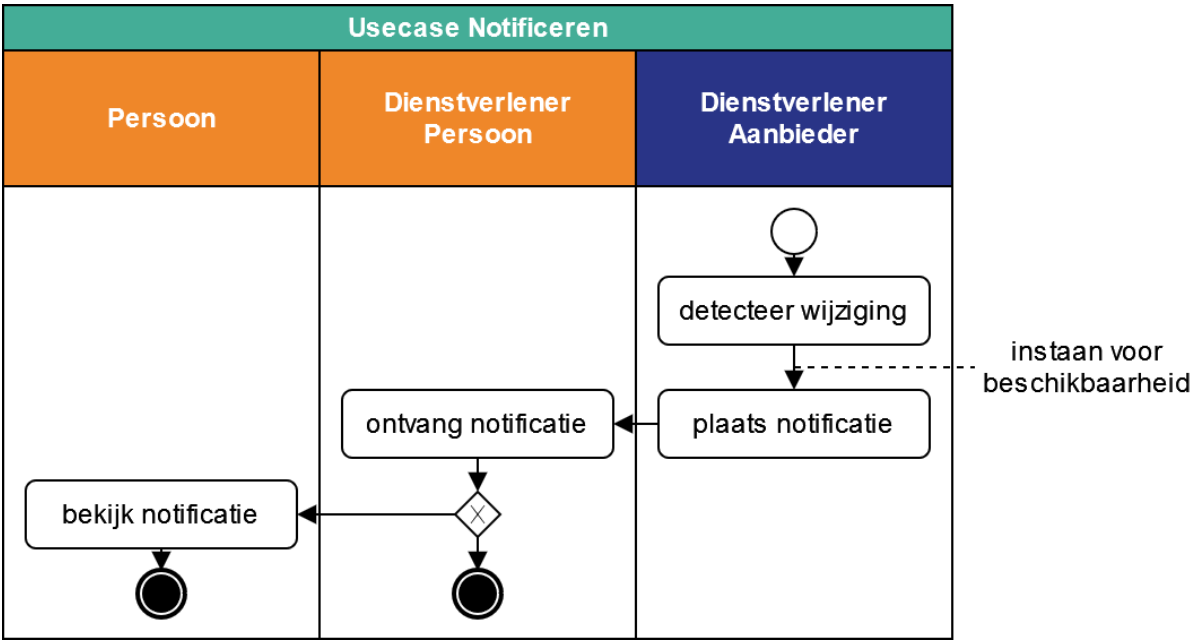 Usecase Notificeren
Persoon
Dienstverlener
Persoon
Dienstverlener
Aanbieder
detecteer wijziging
instaan voor
beschikbaarheid
ontvang notificatie
plaats notificatie
bekijk notificatie
X